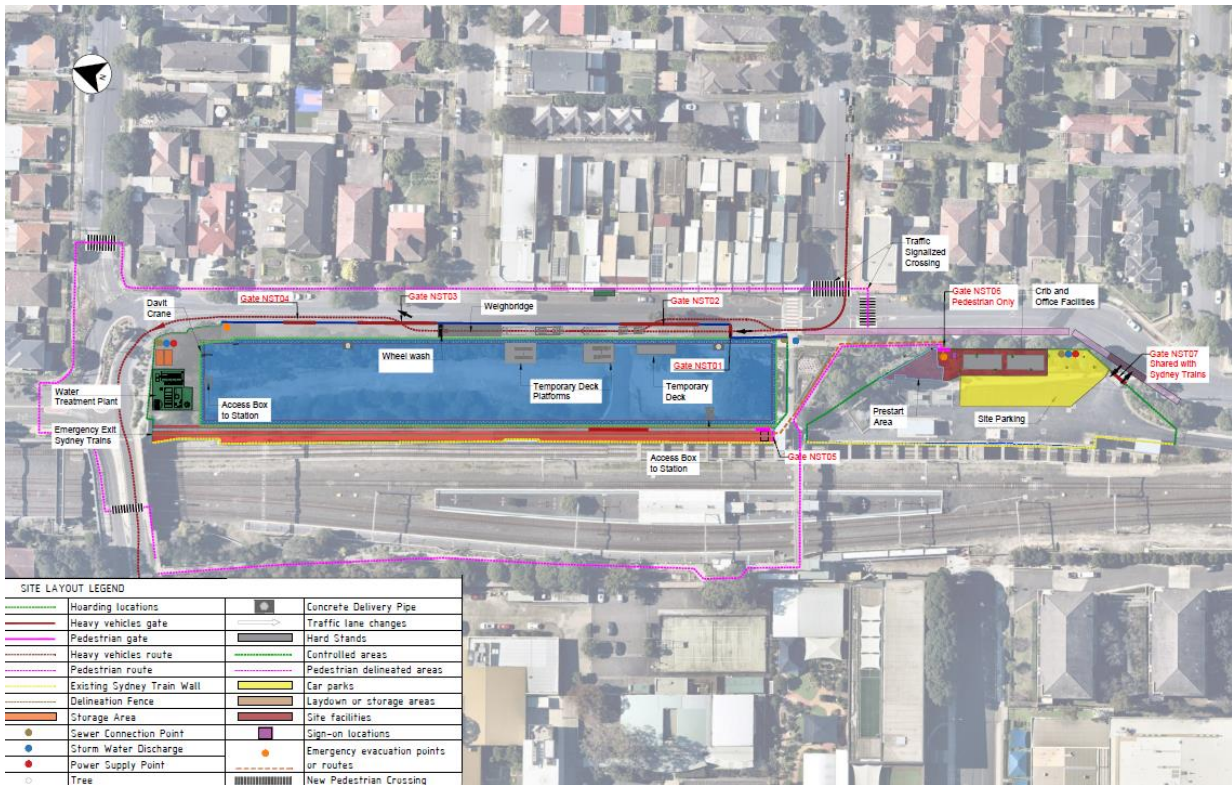 N
Traffic
Signalized
Crossing
Gate NST04
Gate NST03
Weighbridge
Gate NST02
Gate NST06
Pedestrian Only
Crib and
Office Facilities
Davit
Crane
Wheel wash
Gate NST01
Gate NST07
Shared with
Sydney Trains
Temporary Deck
Platforms
Temporary
Deck
Water
Treatment Plant
Access Box
to Station
Prestart
Area
Site Parking
Emergency Exit
Sydney Trains
Access Box
to Station
Gate NST05
SITE LAYOUT LEGEND
Hoarding locations
Concrete Delivery Pipe
Heavy vehicles gate
Traffic lane changes
Pedestrian gate
Hard Stands
Heavy vehicles route
Controlled areas
Pedestrian route
Pedestrian delineated areas
Existing Sydney Train Wall
Car parks
Delineation Fence
Laydown or storage areas
Storage Area
Site facilities
Sewer Connection Point
Sign-on locations
Storm Water Discharge
Emergency evacuation points
or routes
Power Supply Point
Tree
New Pedestrian Crossing